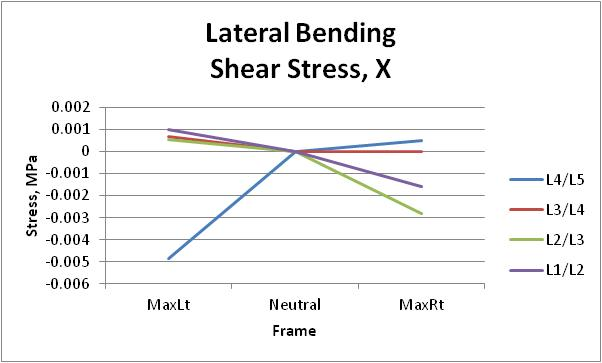 Lateral Bending
Shear Stress, X
0.002
0.001
0
-0.001
-0.002
-0.003
-0.004
-0.005
-0.006
Stress, MPa
MaxLt
Neutral
MaxRt
Frame
L4/L5
L3/L4
L2/L3
L1/L2